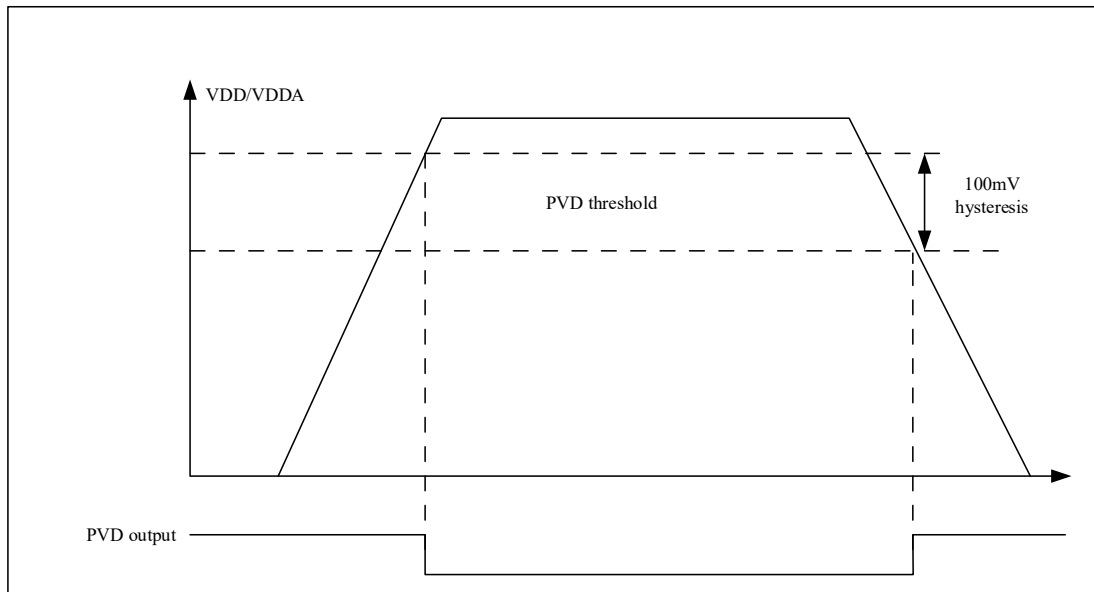 VDD/VDDA
PVD threshold
100mV
hysteresis
PVD output